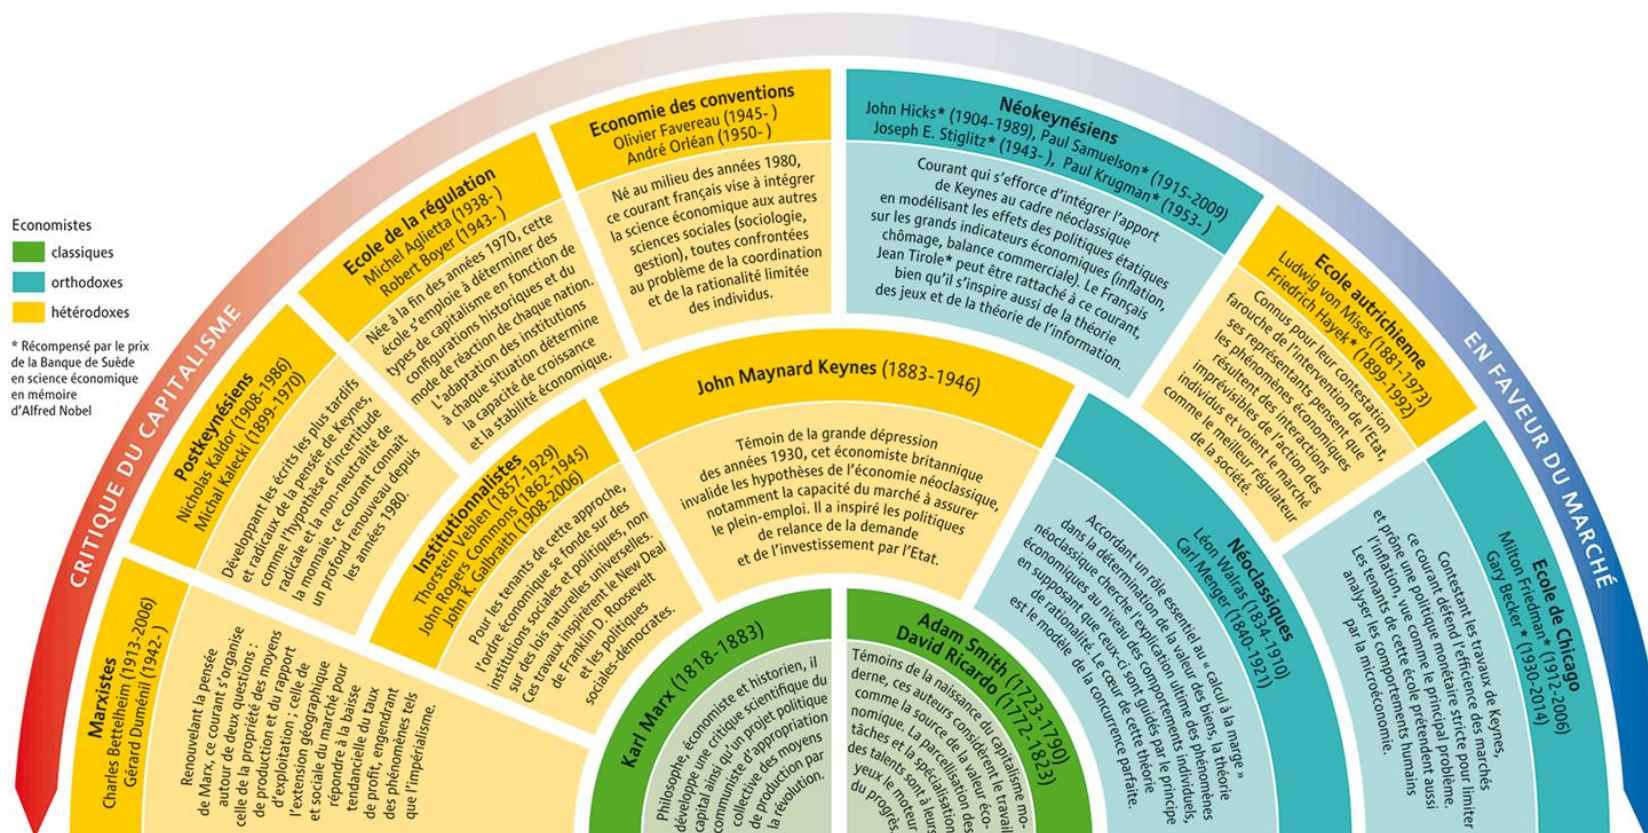 Economistes
classiques
orthodoxes
hétérodoxes
* Récompensé par le prix
de la Banque de Suède
en science économique
en mémoire
d'Alfred Nobel
CRITIQUE DU CAPITALISME
EN FAVEUR DU MARCHÉ
Marxistes
Charles Bettelheim (1913-2006)
Gérard Duménil (1942- )
Renouvelant la pensée
de Marx, ce courant s'organise
autour de deux questions :
celle de la propriété des moyens
de production et du rapport
d'exploitation ; celle de
l'extension géographique
et sociale du marché pour
répondre à la baisse
tendancielle du taux
de profit, engendrant
des phénomènes tels
que l'impérialisme.
Postkeynésiens
Nicholas Kaldor (1908-1986)
Michal Kalecki (1899-1970)
Développant les écrits les plus tardifs
et radicaux de la pensée de Keynes,
comme l'hypothèse d'incertitude
radicale et la non-neutralité de
la monnaie, ce courant connaît
un profond renouveau depuis
les années 1980.
Ecole de la régulation
Michel Aglietta (1938- )
Robert Boyer (1943- )
Née à la fin des années 1970, cette
école s'emploie à déterminer des
types de capitalisme en fonction de
configurations historiques et du
mode de réaction de chaque nation.
L'adaptation des institutions
à chaque situation détermine
la capacité de croissance
et la stabilité économique.
Economie des conventions
Olivier Favereau (1945- )
André Orléan (1950- )
Né au milieu des années 1980,
ce courant français vise à intégrer
la science économique aux autres
sciences sociales (sociologie,
gestion), toutes confrontées
au problème de la coordination
et de la rationalité limitée
des individus.
Néokeynésiens
John Hicks* (1904-1989), Paul Samuelson* (1915-2009)
Joseph E. Stiglitz* (1943- ), Paul Krugman* (1953- )
Courant qui s'efforce d'intégrer l'apport
de Keynes au cadre néoclassique
en modélisant les effets des politiques étatiques
sur les grands indicateurs économiques (inflation,
chômage, balance commerciale). Le Français
Jean Tirole* peut être rattaché à ce courant,
bien qu'il s'inspire aussi de la théorie
des jeux et de la théorie de l'information.
Ecole autrichienne
Ludwig von Mises (1881-1973)
Friedrich Hayek* (1899-1992)
Connus pour leur contestation
farouche de l'intervention de l'Etat,
ses représentants pensent que
les phénomènes économiques
résultent des interactions
imprévisibles de l'action des
individus et voient le marché
comme le meilleur régulateur
de la société.
Ecole de Chicago
Milton Friedman* (1912-2006)
Gary Becker* (1930-2014)
Contestant les travaux de Keynes,
ce courant défend l'efficience des marchés
et prône une politique monétaire stricte pour limiter
l'inflation, vue comme le principal problème.
Les tenants de cette école prétendent aussi
analyser les comportements humains
par la microéconomie.
Institutionnalistes
Thorstein Veblen (1857-1929)
John Rogers Commons (1862-1945)
John K. Galbraith (1908-2006)
Pour les tenants de cette approche,
l'ordre économique se fonde sur des
institutions sociales et politiques, non
sur des lois naturelles universelles.
Ces travaux inspirèrent le New Deal
de Franklin D. Roosevelt
et les politiques
sociales-démocrates.
John Maynard Keynes (1883-1946)
Témoin de la grande dépression
des années 1930, cet économiste britannique
invalide les hypothèses de l'économie néoclassique,
notamment la capacité du marché à assurer
le plein-emploi. Il a inspiré les politiques
de relance de la demande
et de l'investissement par l'Etat.
Néoclassiques
Léon Walras (1834-1910)
Carl Menger (1840-1921)
Accordant un rôle essentiel au « calcul à la marge »
dans la détermination de la valeur des biens, la théorie
néoclassique cherche l'explication ultime des phénomènes
économiques au niveau des comportements individuels,
en supposant que ceux-ci sont guidés par le principe
de rationalité. Le cœur de cette théorie
est le modèle de la concurrence parfaite.
Karl Marx (1818-1883)
Philosophe, économiste et historien, il
développe une critique scientifique du
capital ainsi qu'un projet politique
communiste d'appropriation
collective des moyens
de production par
la révolution.
Adam Smith (1723-1790)
David Ricardo (1772-1823)
Témoins de la naissance du capitalisme mo-
derne, ces auteurs considèrent le travail
comme la source de la valeur éco-
nomique. La parcellisation des
tâches et la spécialisation
des talents sont à leurs
yeux le moteur
du progrès.